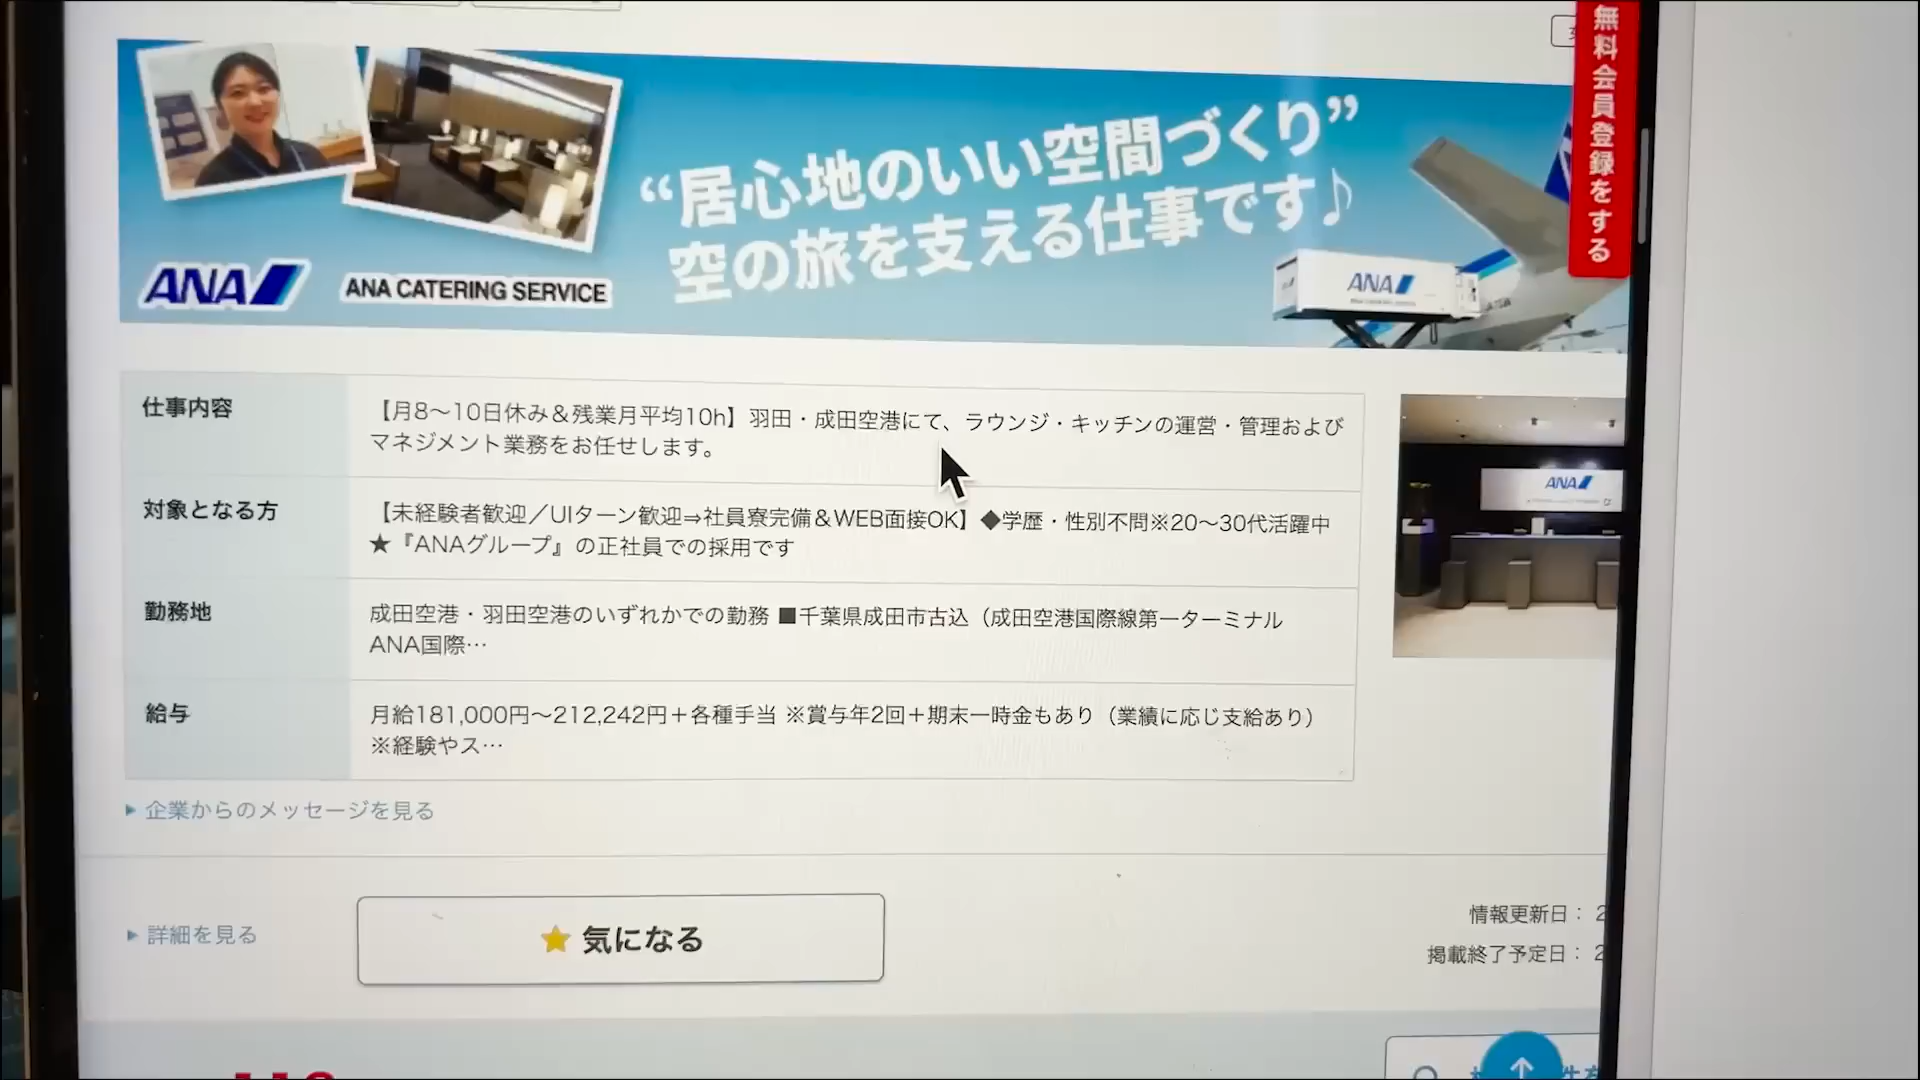 無料会員登録をする
“居心地のいい空間づくり”
空の旅を支える仕事です♪
ANA
ANA CATERING SERVICE
ANA
仕事内容
【月8～10日休み＆残業月平均10h】羽田・成田空港にて、ラウンジ・キッチンの運営・管理および
マネジメント業務をお任せします。
ANA
対象となる方
【未経験者歓迎／UIターン歓迎⇒社員寮完備＆WEB面接OK】◆学歴・性別不問※20～30代活躍中
★『ANAグループ』の正社員での採用です
勤務地
成田空港・羽田空港のいずれかでの勤務 ■千葉県成田市古込（成田空港国際線第一ターミナル
ANA国際…
給与
月給181,000円～212,242円＋各種手当 ※賞与年2回＋期末一時金もあり（業績に応じ支給あり）
※経験やス…
企業からのメッセージを見る
詳細を見る
気になる
情報更新日： 2
掲載終了予定日： 2